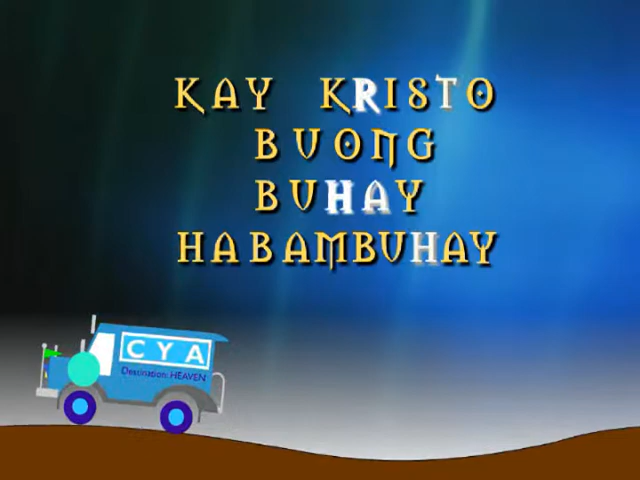 KAY KRISTO
BUONG
BUHAY
HABAMBUHAY
CYA
Destination: HEAVEN